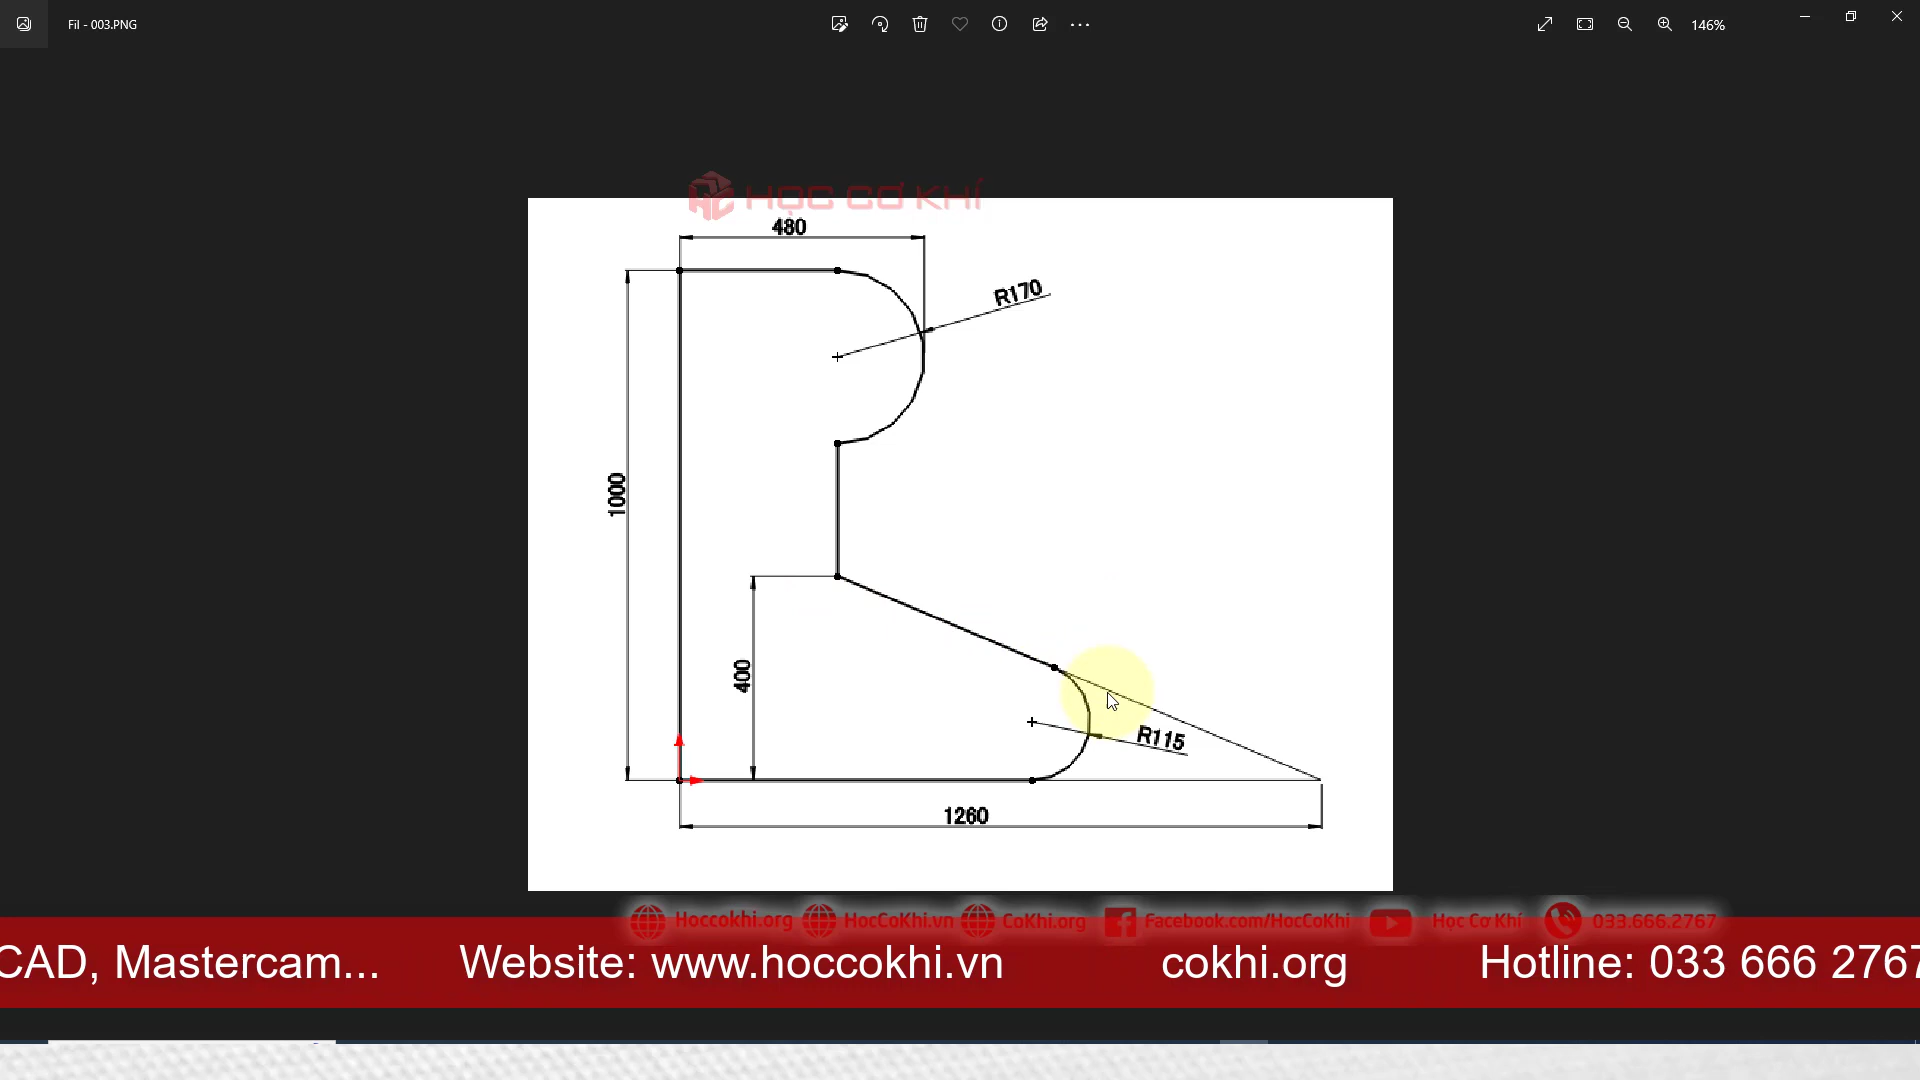 Fil - 003.PNG
146%
HỌC CƠ KHÍ
480
R170
1000
400
R115
1260
Hoccokhi.org HocCoKhi.vn CoKhi.org Facebook.com/HocCoKhi Học Cơ Khí 033.666.2767
CAD, Mastercam... Website: www.hoccokhi.vn cokhi.org Hotline: 033 666 2767